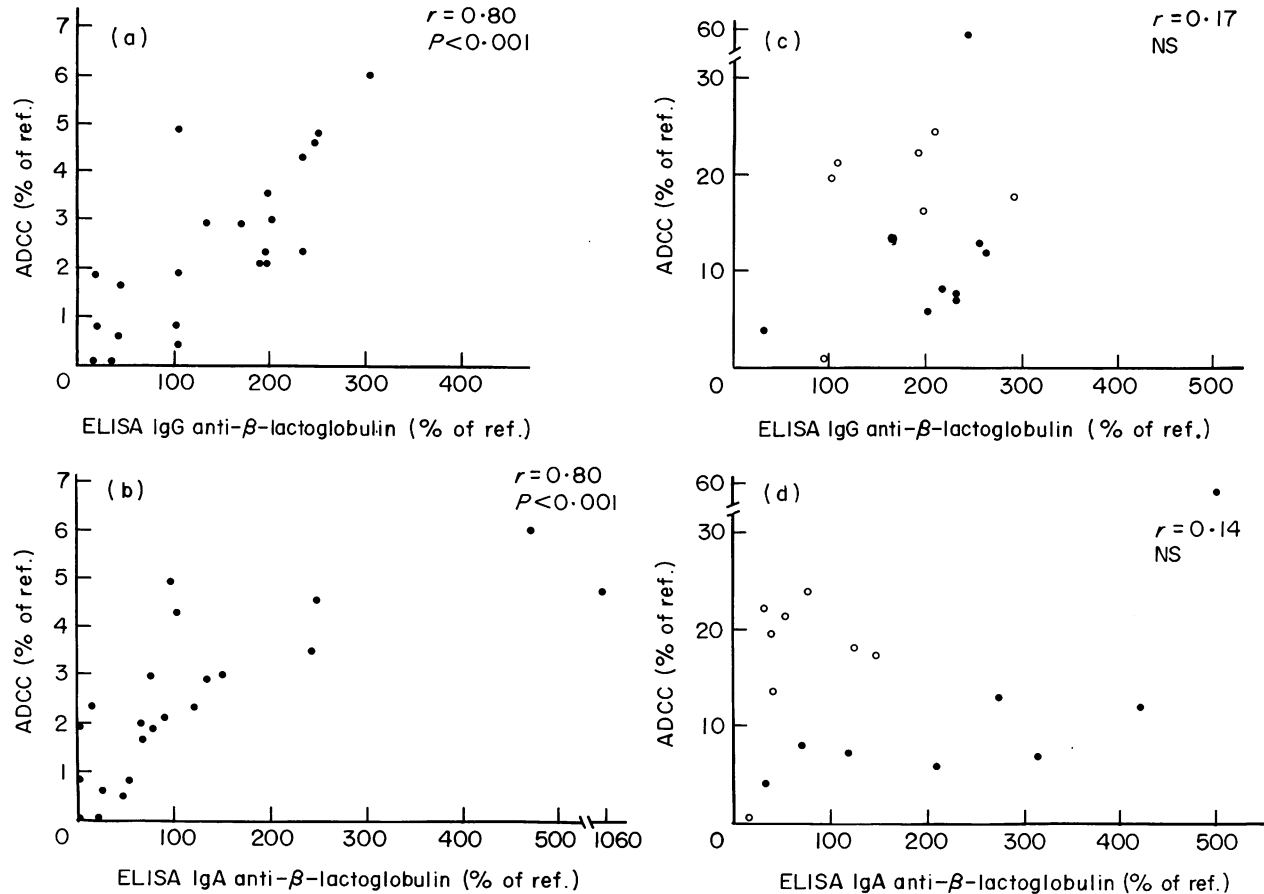 (a)
r=0·80
P<0·001
7
6
5
4
3
2
1
0
100
200
300
400
ADCC (% of ref.)
ELISA IgG anti-β-lactoglobulin (% of ref.)
(c)
r=0·17
NS
60
30
20
10
0
100
200
300
400
500
ADCC (% of ref.)
ELISA IgG anti-β-lactoglobulin (% of ref.)
(b)
r=0·80
P<0·001
7
6
5
4
3
2
1
0
100
200
300
400
500
1060
ADCC (% of ref.)
ELISA IgA anti-β-lactoglobulin (% of ref.)
(d)
r=0·14
NS
60
30
20
10
0
100
200
300
400
500
ADCC (% of ref.)
ELISA IgA anti-β-lactoglobulin (% of ref.)